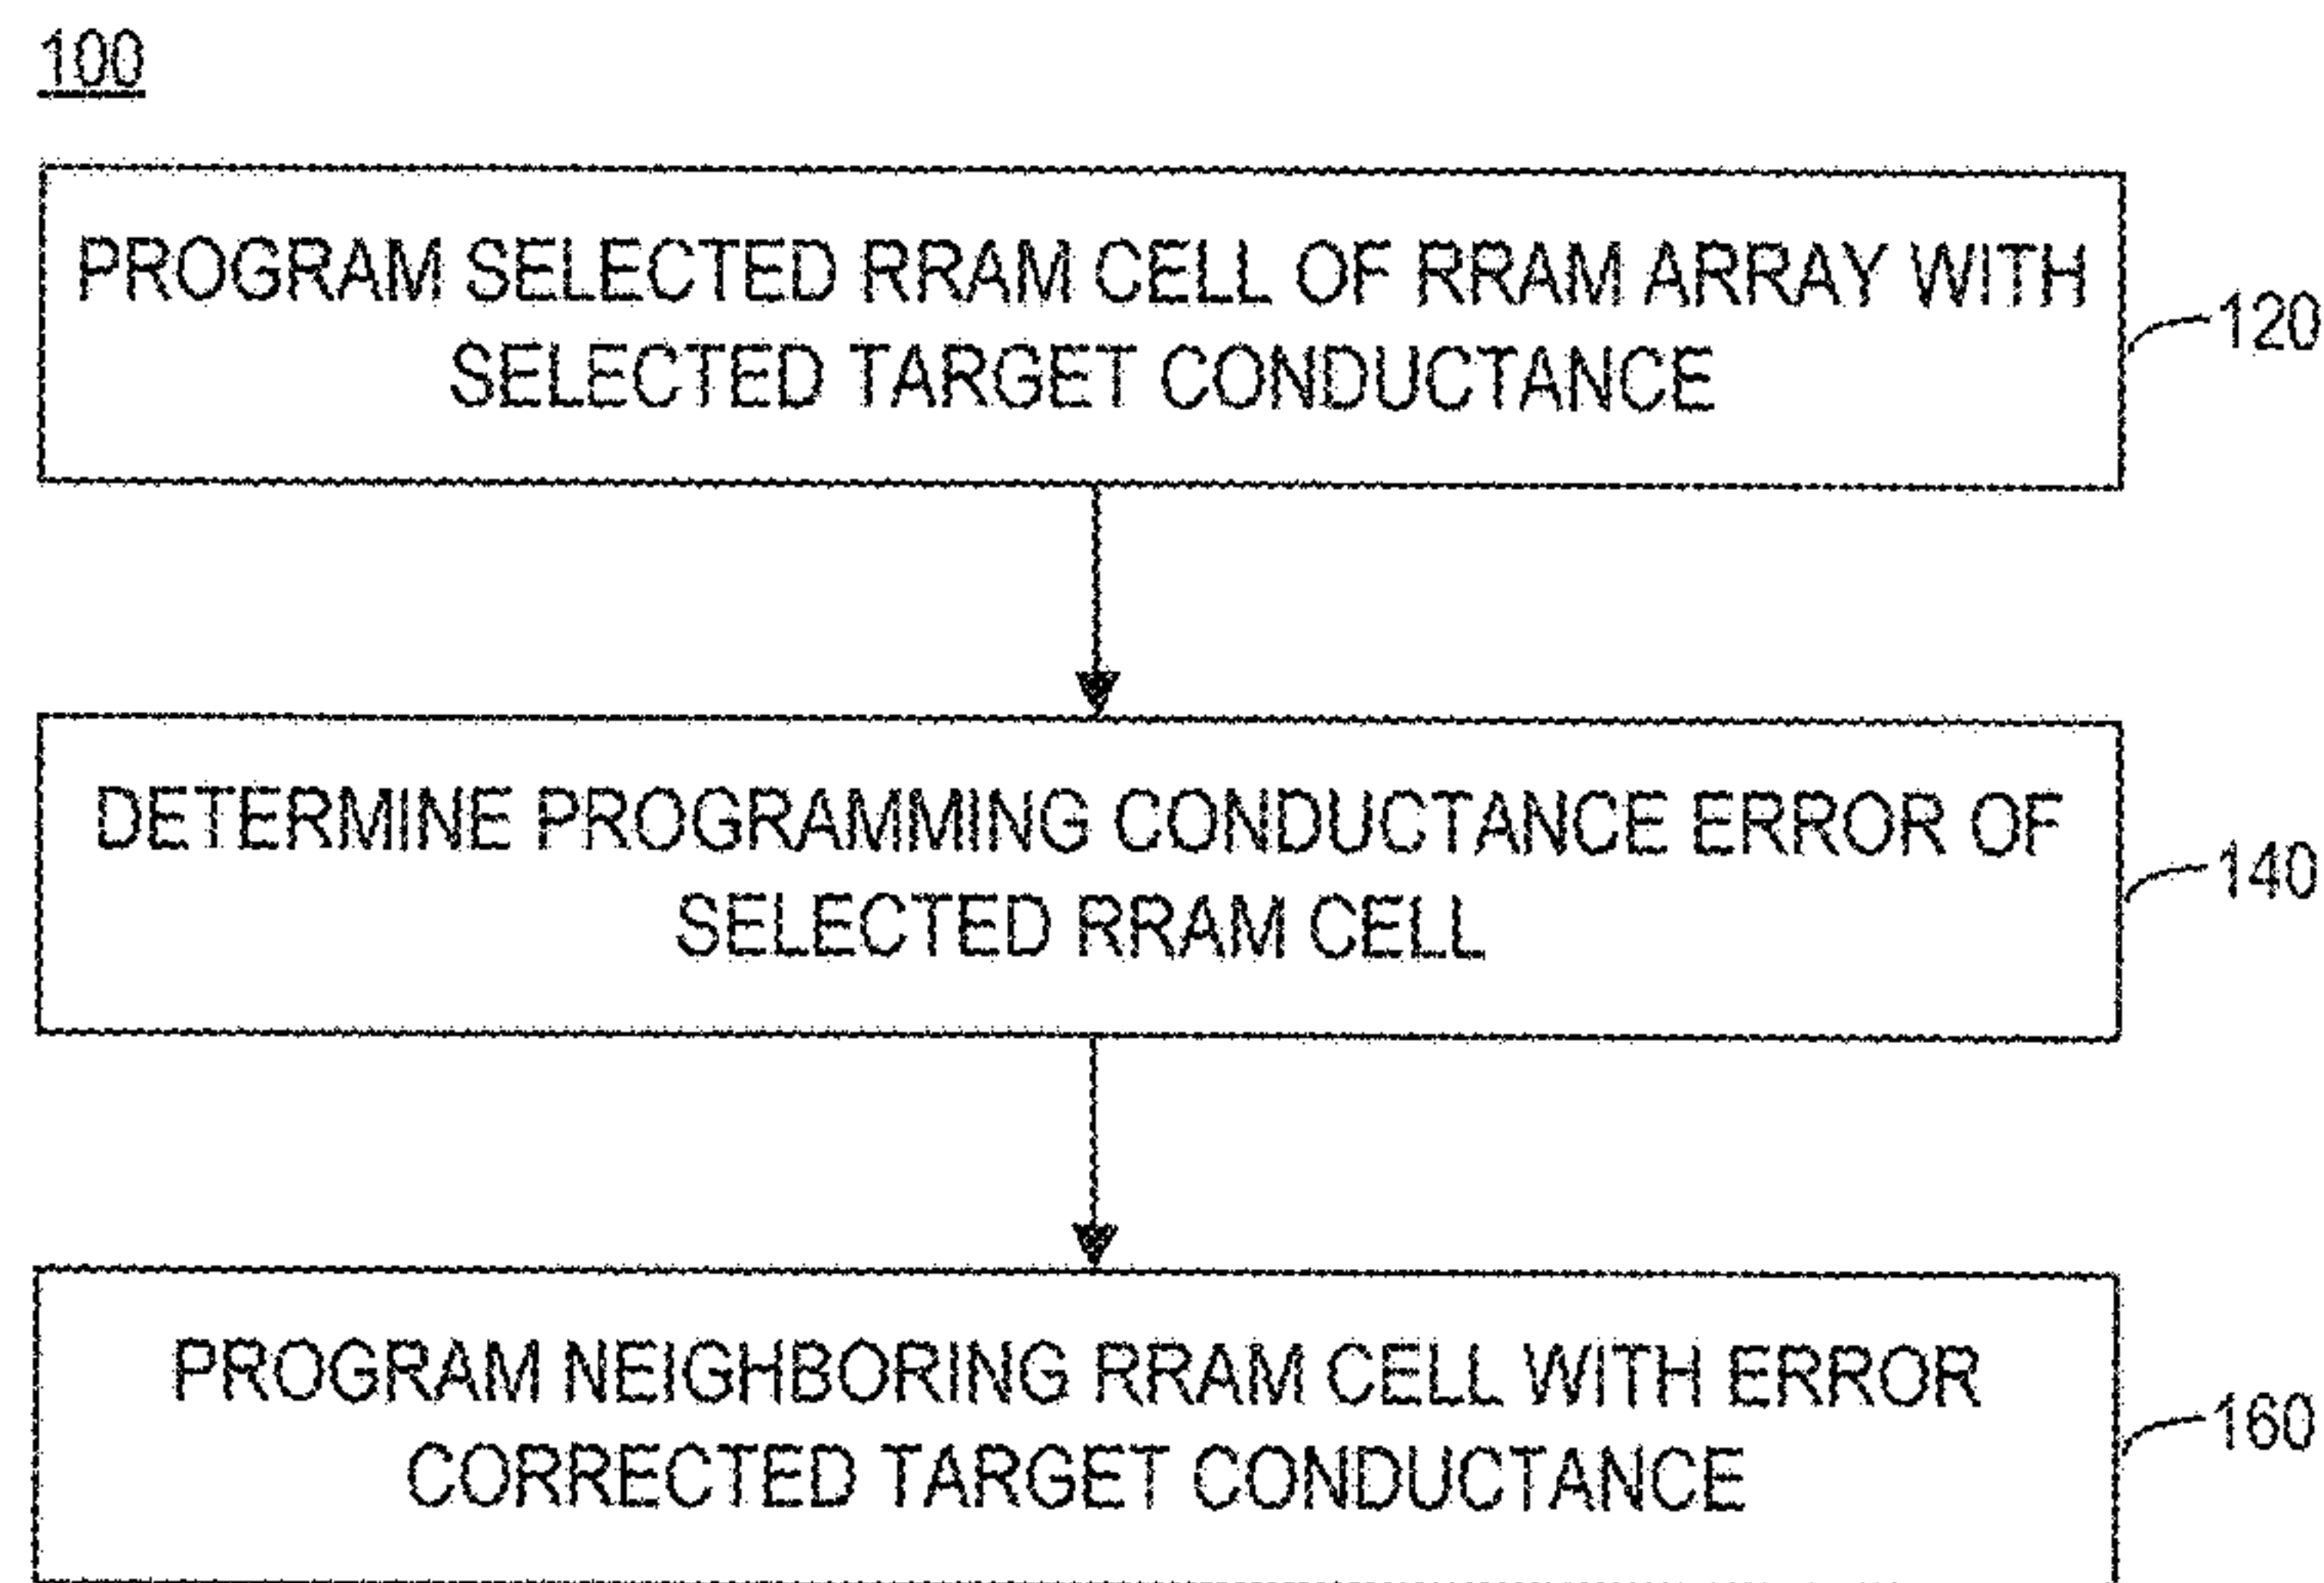 100
PROGRAM SELECTED RRAM CELL OF RRAM ARRAY WITH
SELECTED TARGET CONDUCTANCE
120
DETERMINE PROGRAMMING CONDUCTANCE ERROR OF
SELECTED RRAM CELL
140
PROGRAM NEIGHBORING RRAM CELL WITH ERROR
CORRECTED TARGET CONDUCTANCE
160